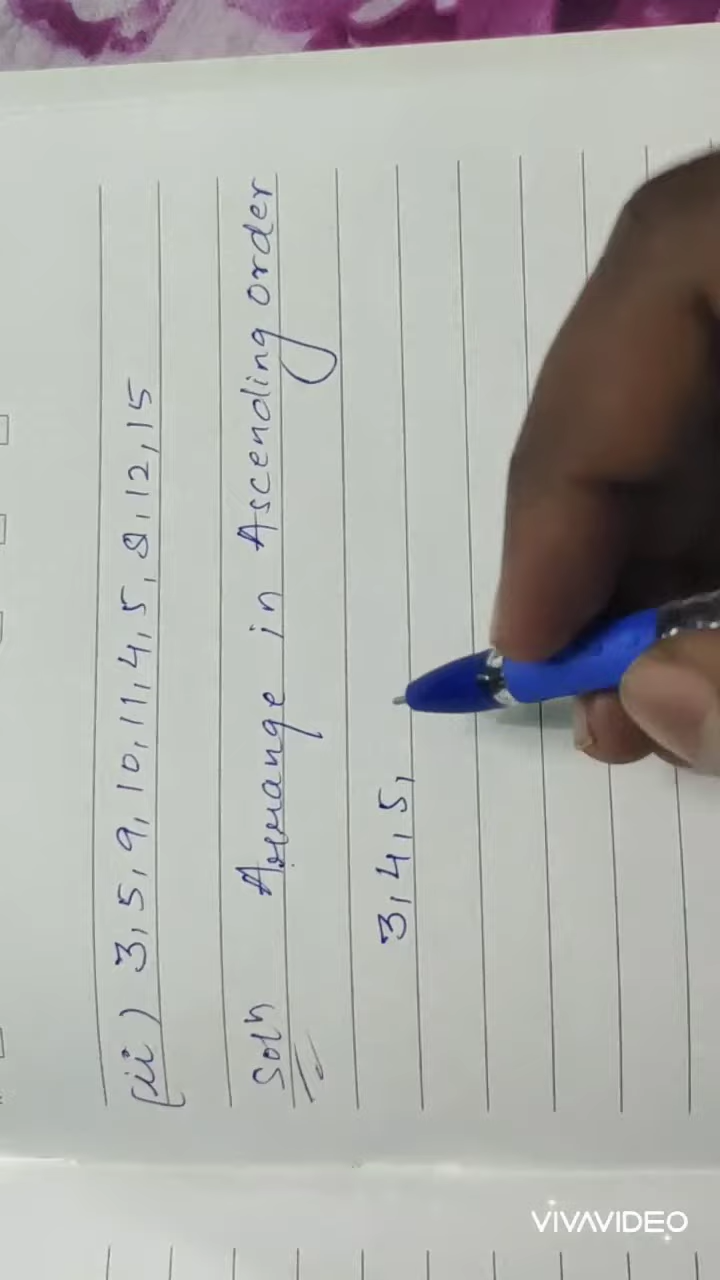 (ii) 3, 5, 9, 10, 11, 4, 5, 8, 12, 15
Soln Arrange in Ascending order
3, 4, 5,
VIVAVIDEO